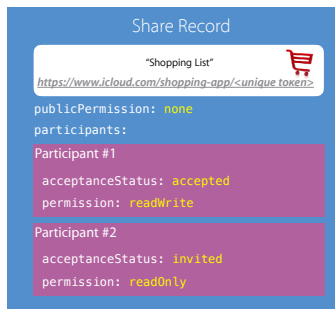 Share Record
“Shopping List”
https://www.icloud.com/shopping-app/<unique token>
publicPermission: none
participants:
Participant #1
acceptanceStatus: accepted
permission: readWrite
Participant #2
acceptanceStatus: invited
permission: readOnly